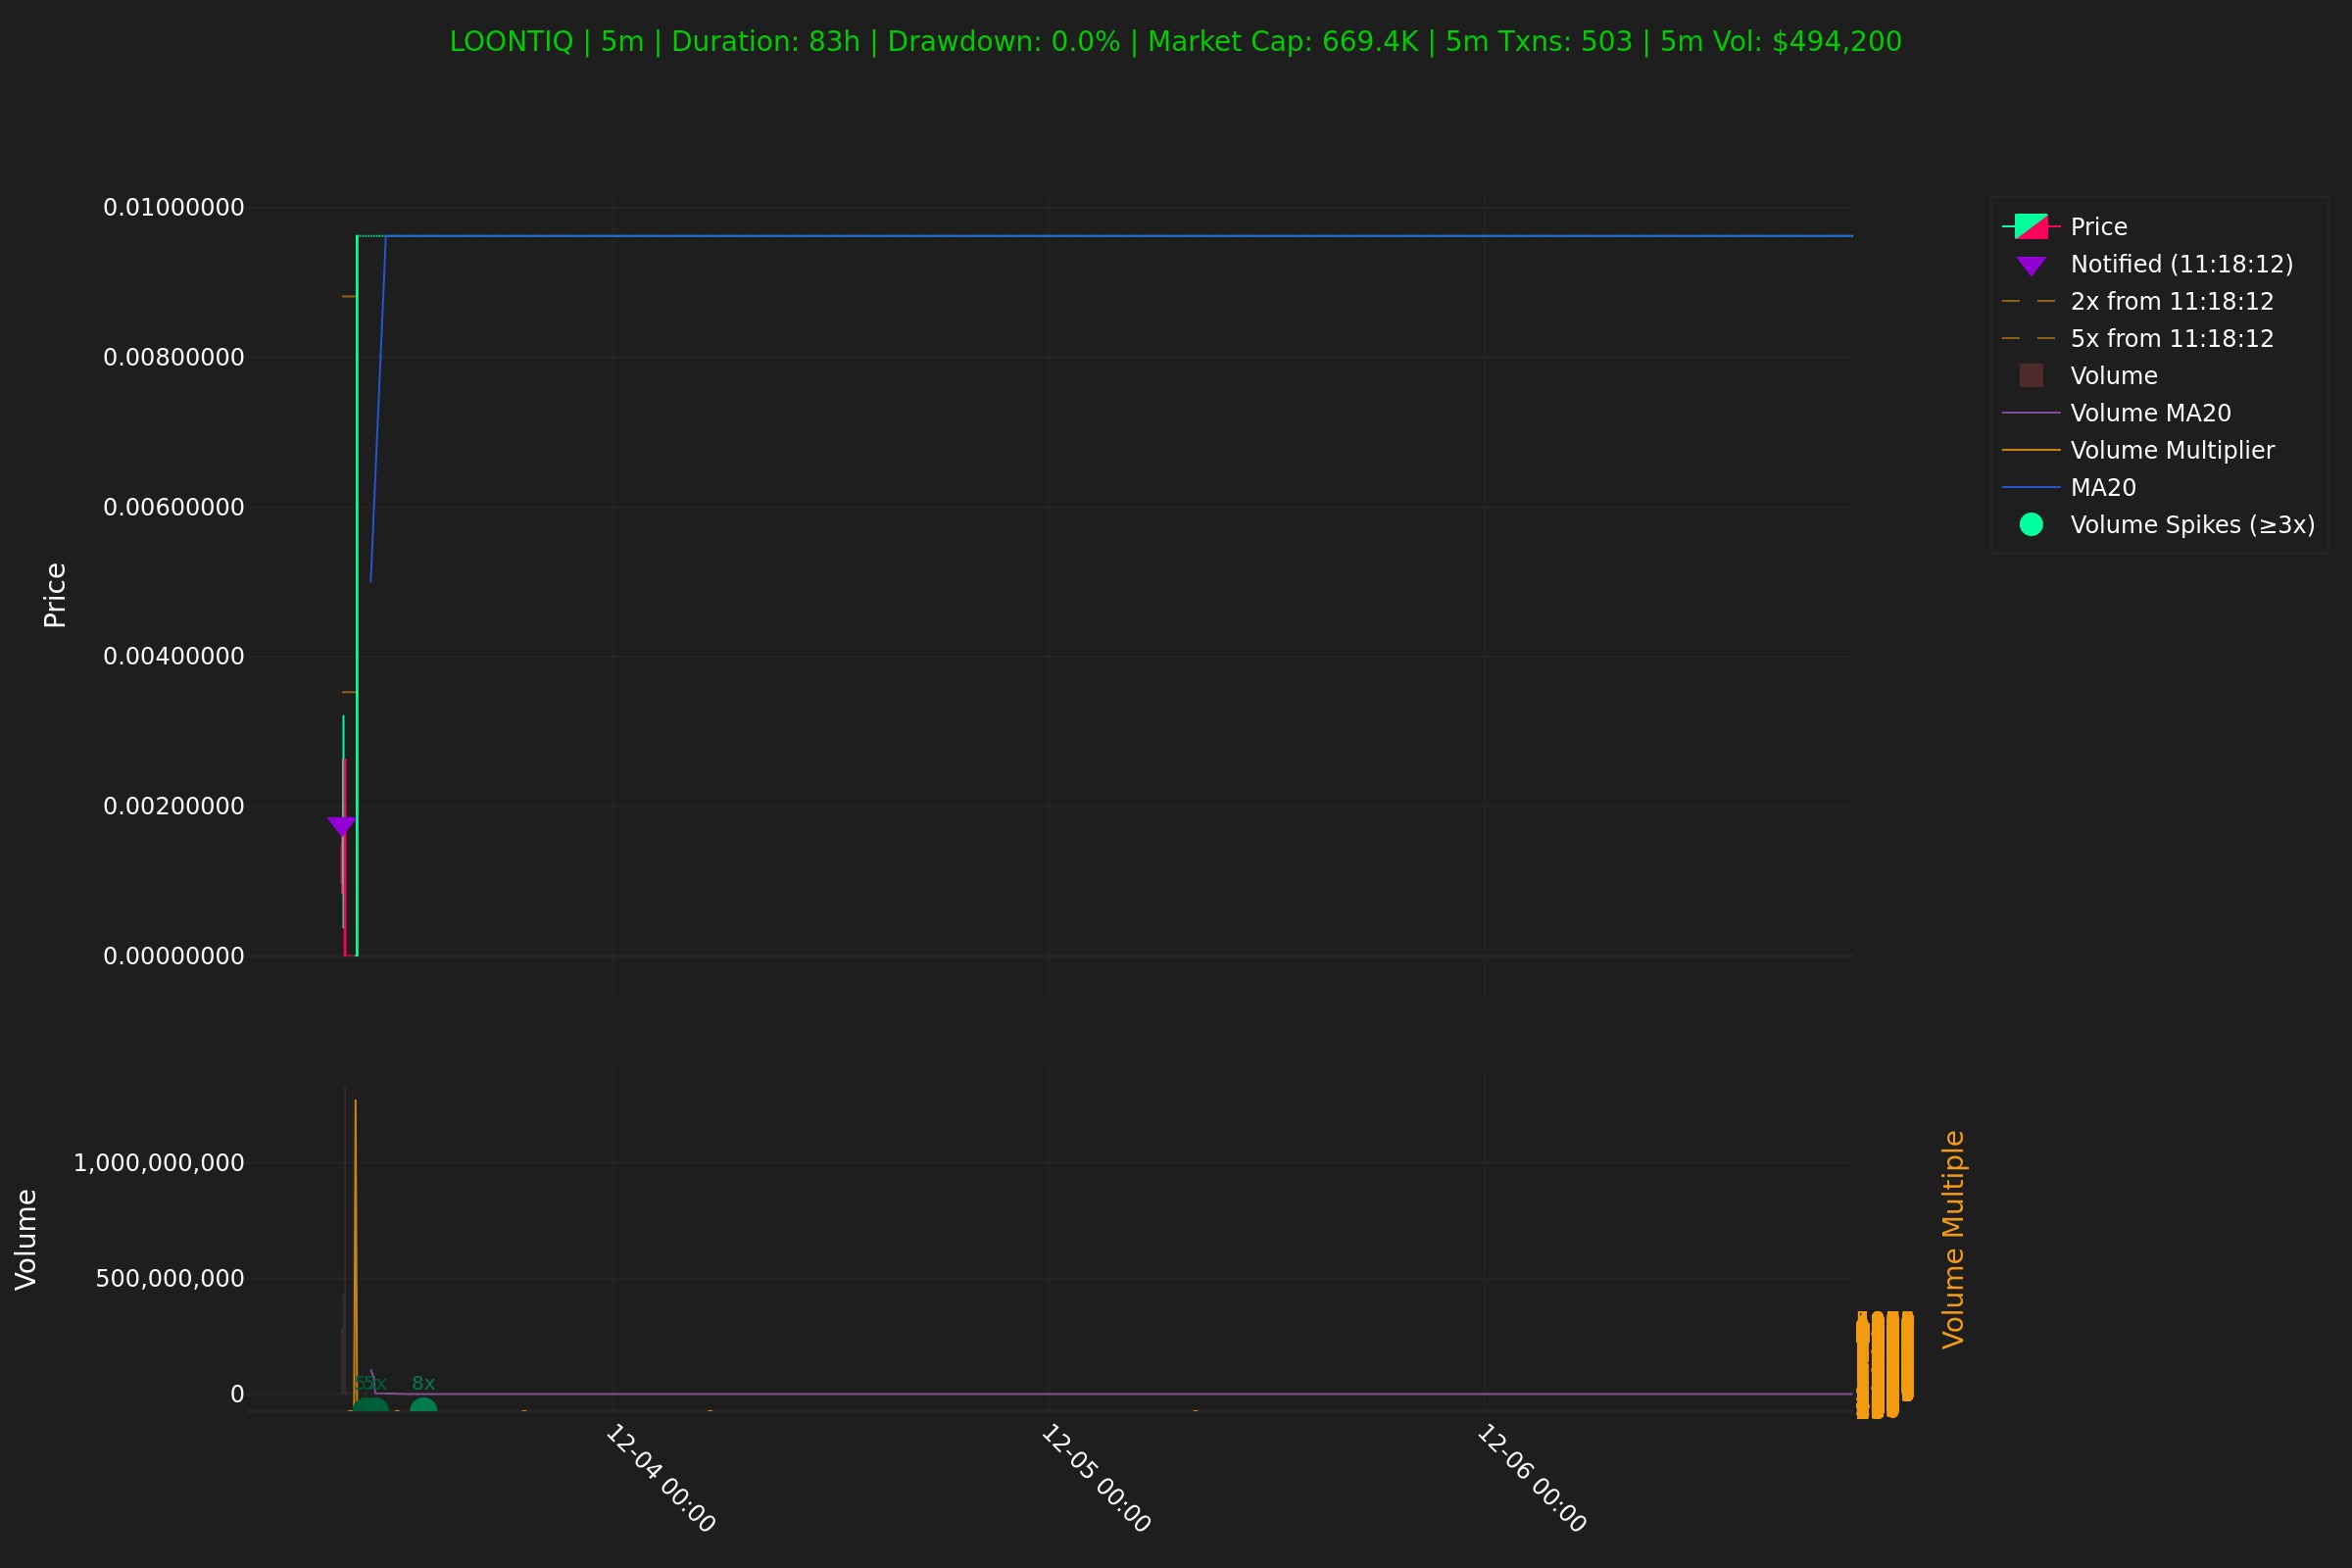 LOONTIQ | 5m | Duration: 83h | Drawdown: 0.0% | Market Cap: 669.4K | 5m Txns: 503 | 5m Vol: $494,200
Price
0.01000000
0.00800000
0.00600000
0.00400000
0.00200000
0.00000000
Price
Notified (11:18:12)
2x from 11:18:12
5x from 11:18:12
Volume
Volume MA20
Volume Multiplier
MA20
Volume Spikes (≥3x)
Volume
1,000,000,000
500,000,000
0
8x
Volume Multiple
12-04 00:00
12-05 00:00
12-06 00:00